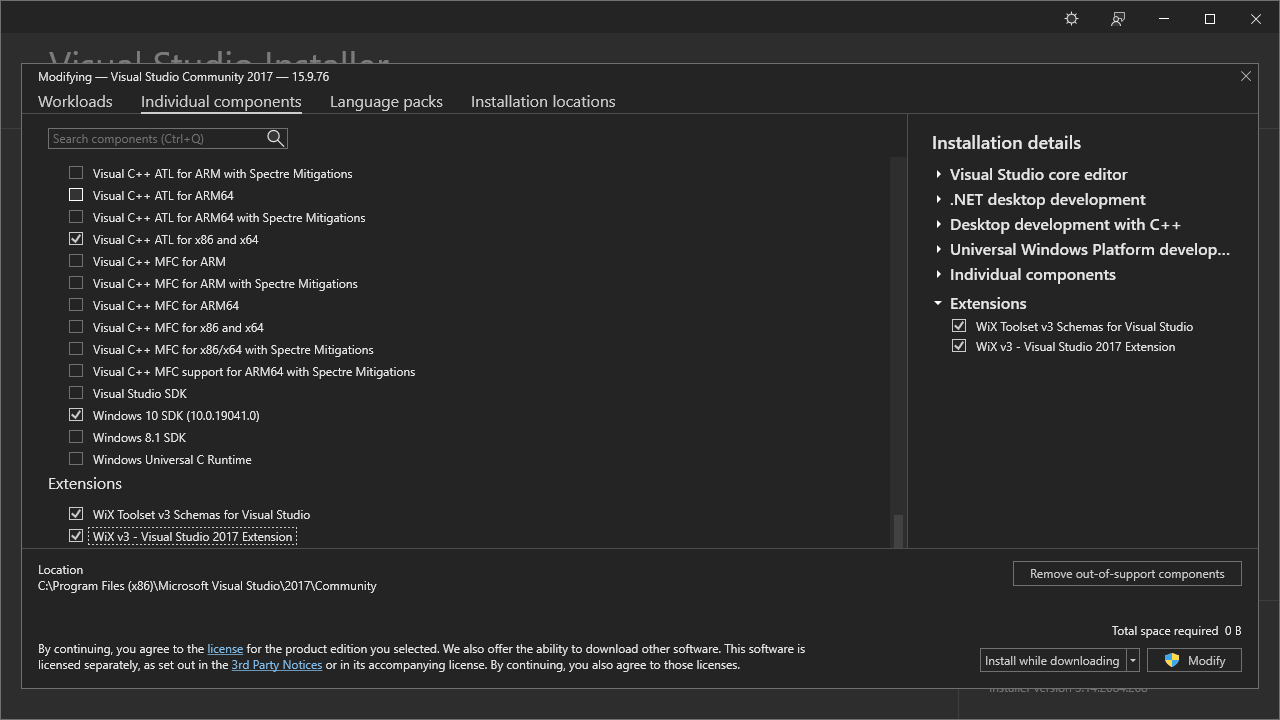 Visual Studio Installer
Modifying — Visual Studio Community 2017 — 15.9.76
Workloads
Individual components
Language packs
Installation locations
Search components (Ctrl+Q)
Visual C++ ATL for ARM with Spectre Mitigations
Visual C++ ATL for ARM64
Visual C++ ATL for ARM64 with Spectre Mitigations
Visual C++ ATL for x86 and x64
Visual C++ MFC for ARM
Visual C++ MFC for ARM with Spectre Mitigations
Visual C++ MFC for ARM64
Visual C++ MFC for x86 and x64
Visual C++ MFC for x86/x64 with Spectre Mitigations
Visual C++ MFC support for ARM64 with Spectre Mitigations
Visual Studio SDK
Windows 10 SDK (10.0.19041.0)
Windows 8.1 SDK
Windows Universal C Runtime
Extensions
WiX Toolset v3 Schemas for Visual Studio
WiX v3 - Visual Studio 2017 Extension
Installation details
Visual Studio core editor
.NET desktop development
Desktop development with C++
Universal Windows Platform develop...
Individual components
Extensions
WiX Toolset v3 Schemas for Visual Studio
WiX v3 - Visual Studio 2017 Extension
Location
C:\Program Files (x86)\Microsoft Visual Studio\2017\Community
Remove out-of-support components
Total space required 0 B
By continuing, you agree to the license for the product edition you selected. We also offer the ability to download other software. This software is
licensed separately, as set out in the 3rd Party Notices or in its accompanying license. By continuing, you also agree to those licenses.
Install while downloading
Modify
Installer version